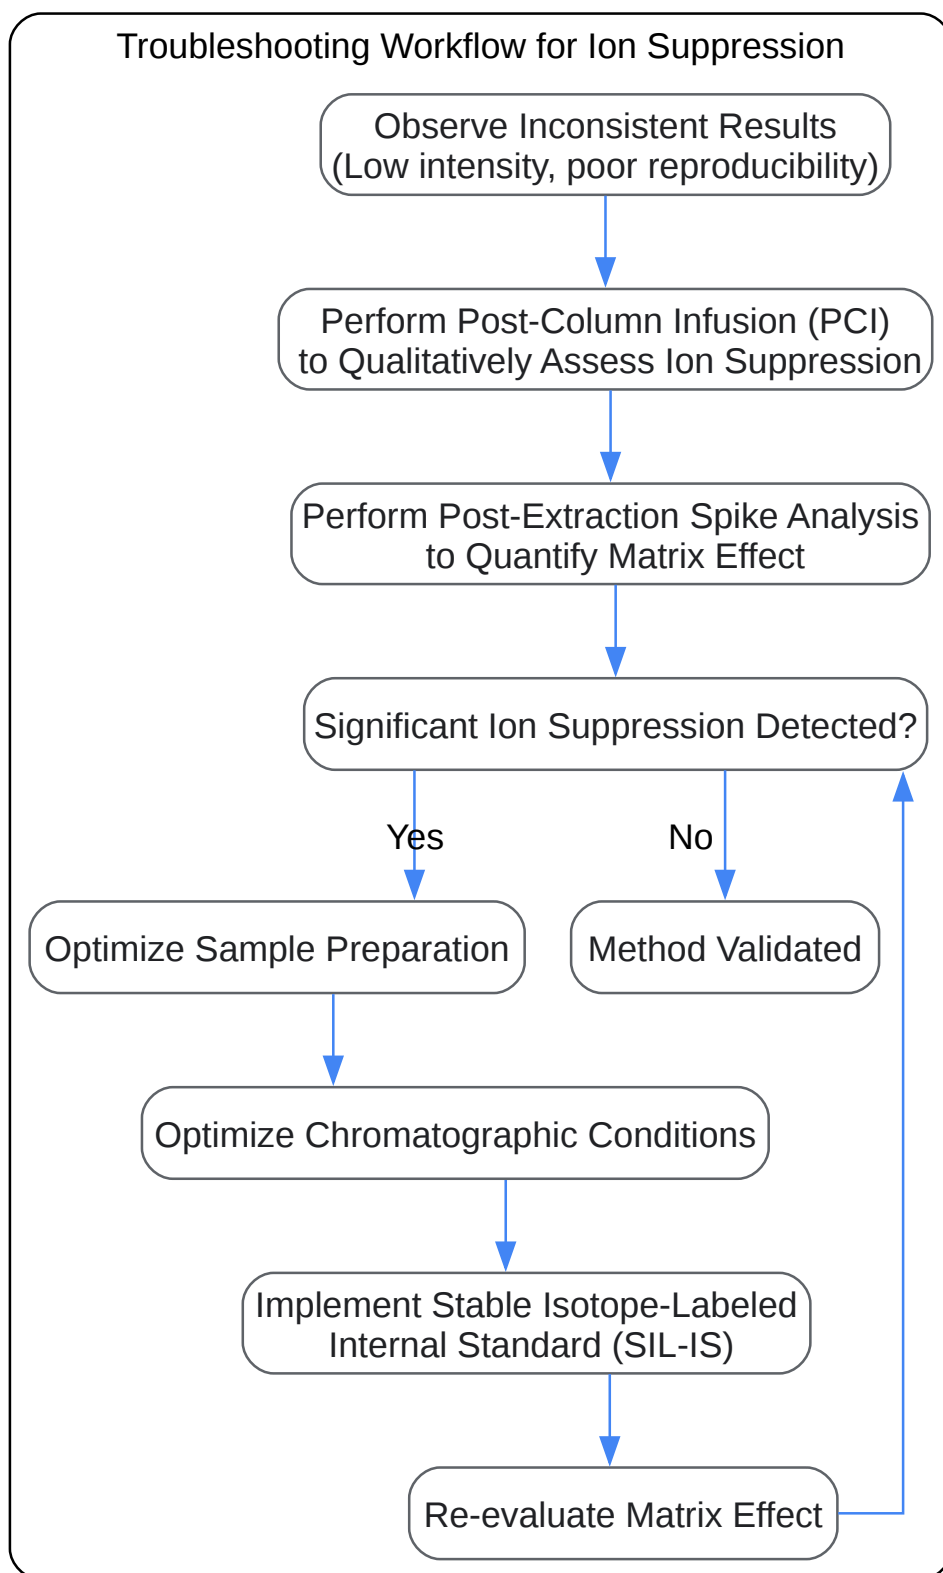 Troubleshooting Workflow for Ion Suppression
Observe Inconsistent Results
(Low intensity, poor reproducibility)
Perform Post-Column Infusion (PCI)
to Qualitatively Assess Ion Suppression
Perform Post-Extraction Spike Analysis
to Quantify Matrix Effect
Significant Ion Suppression Detected?
Yes
No
Optimize Sample Preparation
Method Validated
Optimize Chromatographic Conditions
Implement Stable Isotope-Labeled
Internal Standard (SIL-IS)
Re-evaluate Matrix Effect